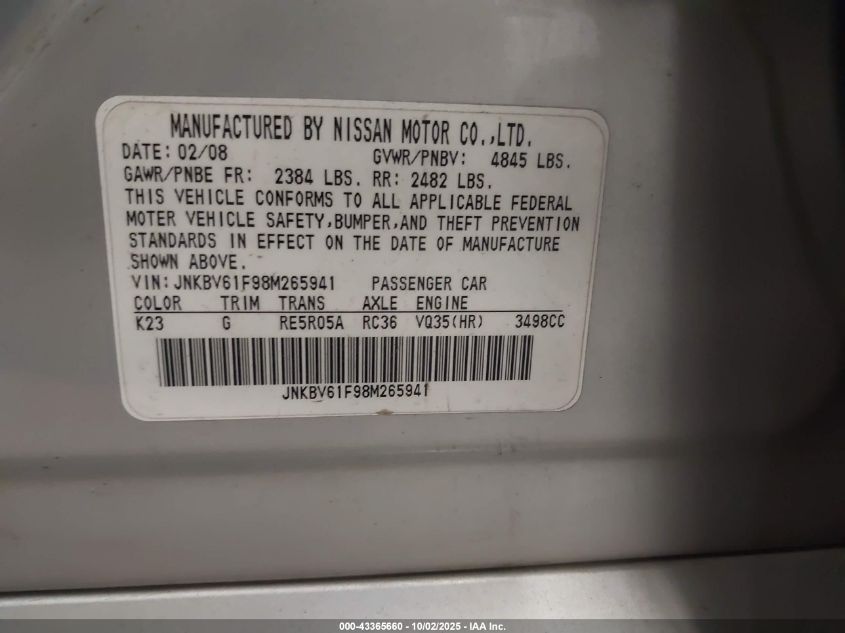 MANUFACTURED BY NISSAN MOTOR CO.,LTD.
DATE: 02/08 GVWR/PNBV: 4845 LBS.
GAWR/PNBE FR: 2384 LBS. RR: 2482 LBS.
THIS VEHICLE CONFORMS TO ALL APPLICABLE FEDERAL
MOTER VEHICLE SAFETY,BUMPER,AND THEFT PREVENTION
STANDARDS IN EFFECT ON THE DATE OF MANUFACTURE
SHOWN ABOVE.
VIN:JNKBV61F98M265941 PASSENGER CAR
COLOR TRIM TRANS AXLE ENGINE
K23 G RE5R05A RC36 VQ35(HR) 3498CC
JNKBV61F98M265941
000-43365660 - 10/02/2025 - IAA Inc.